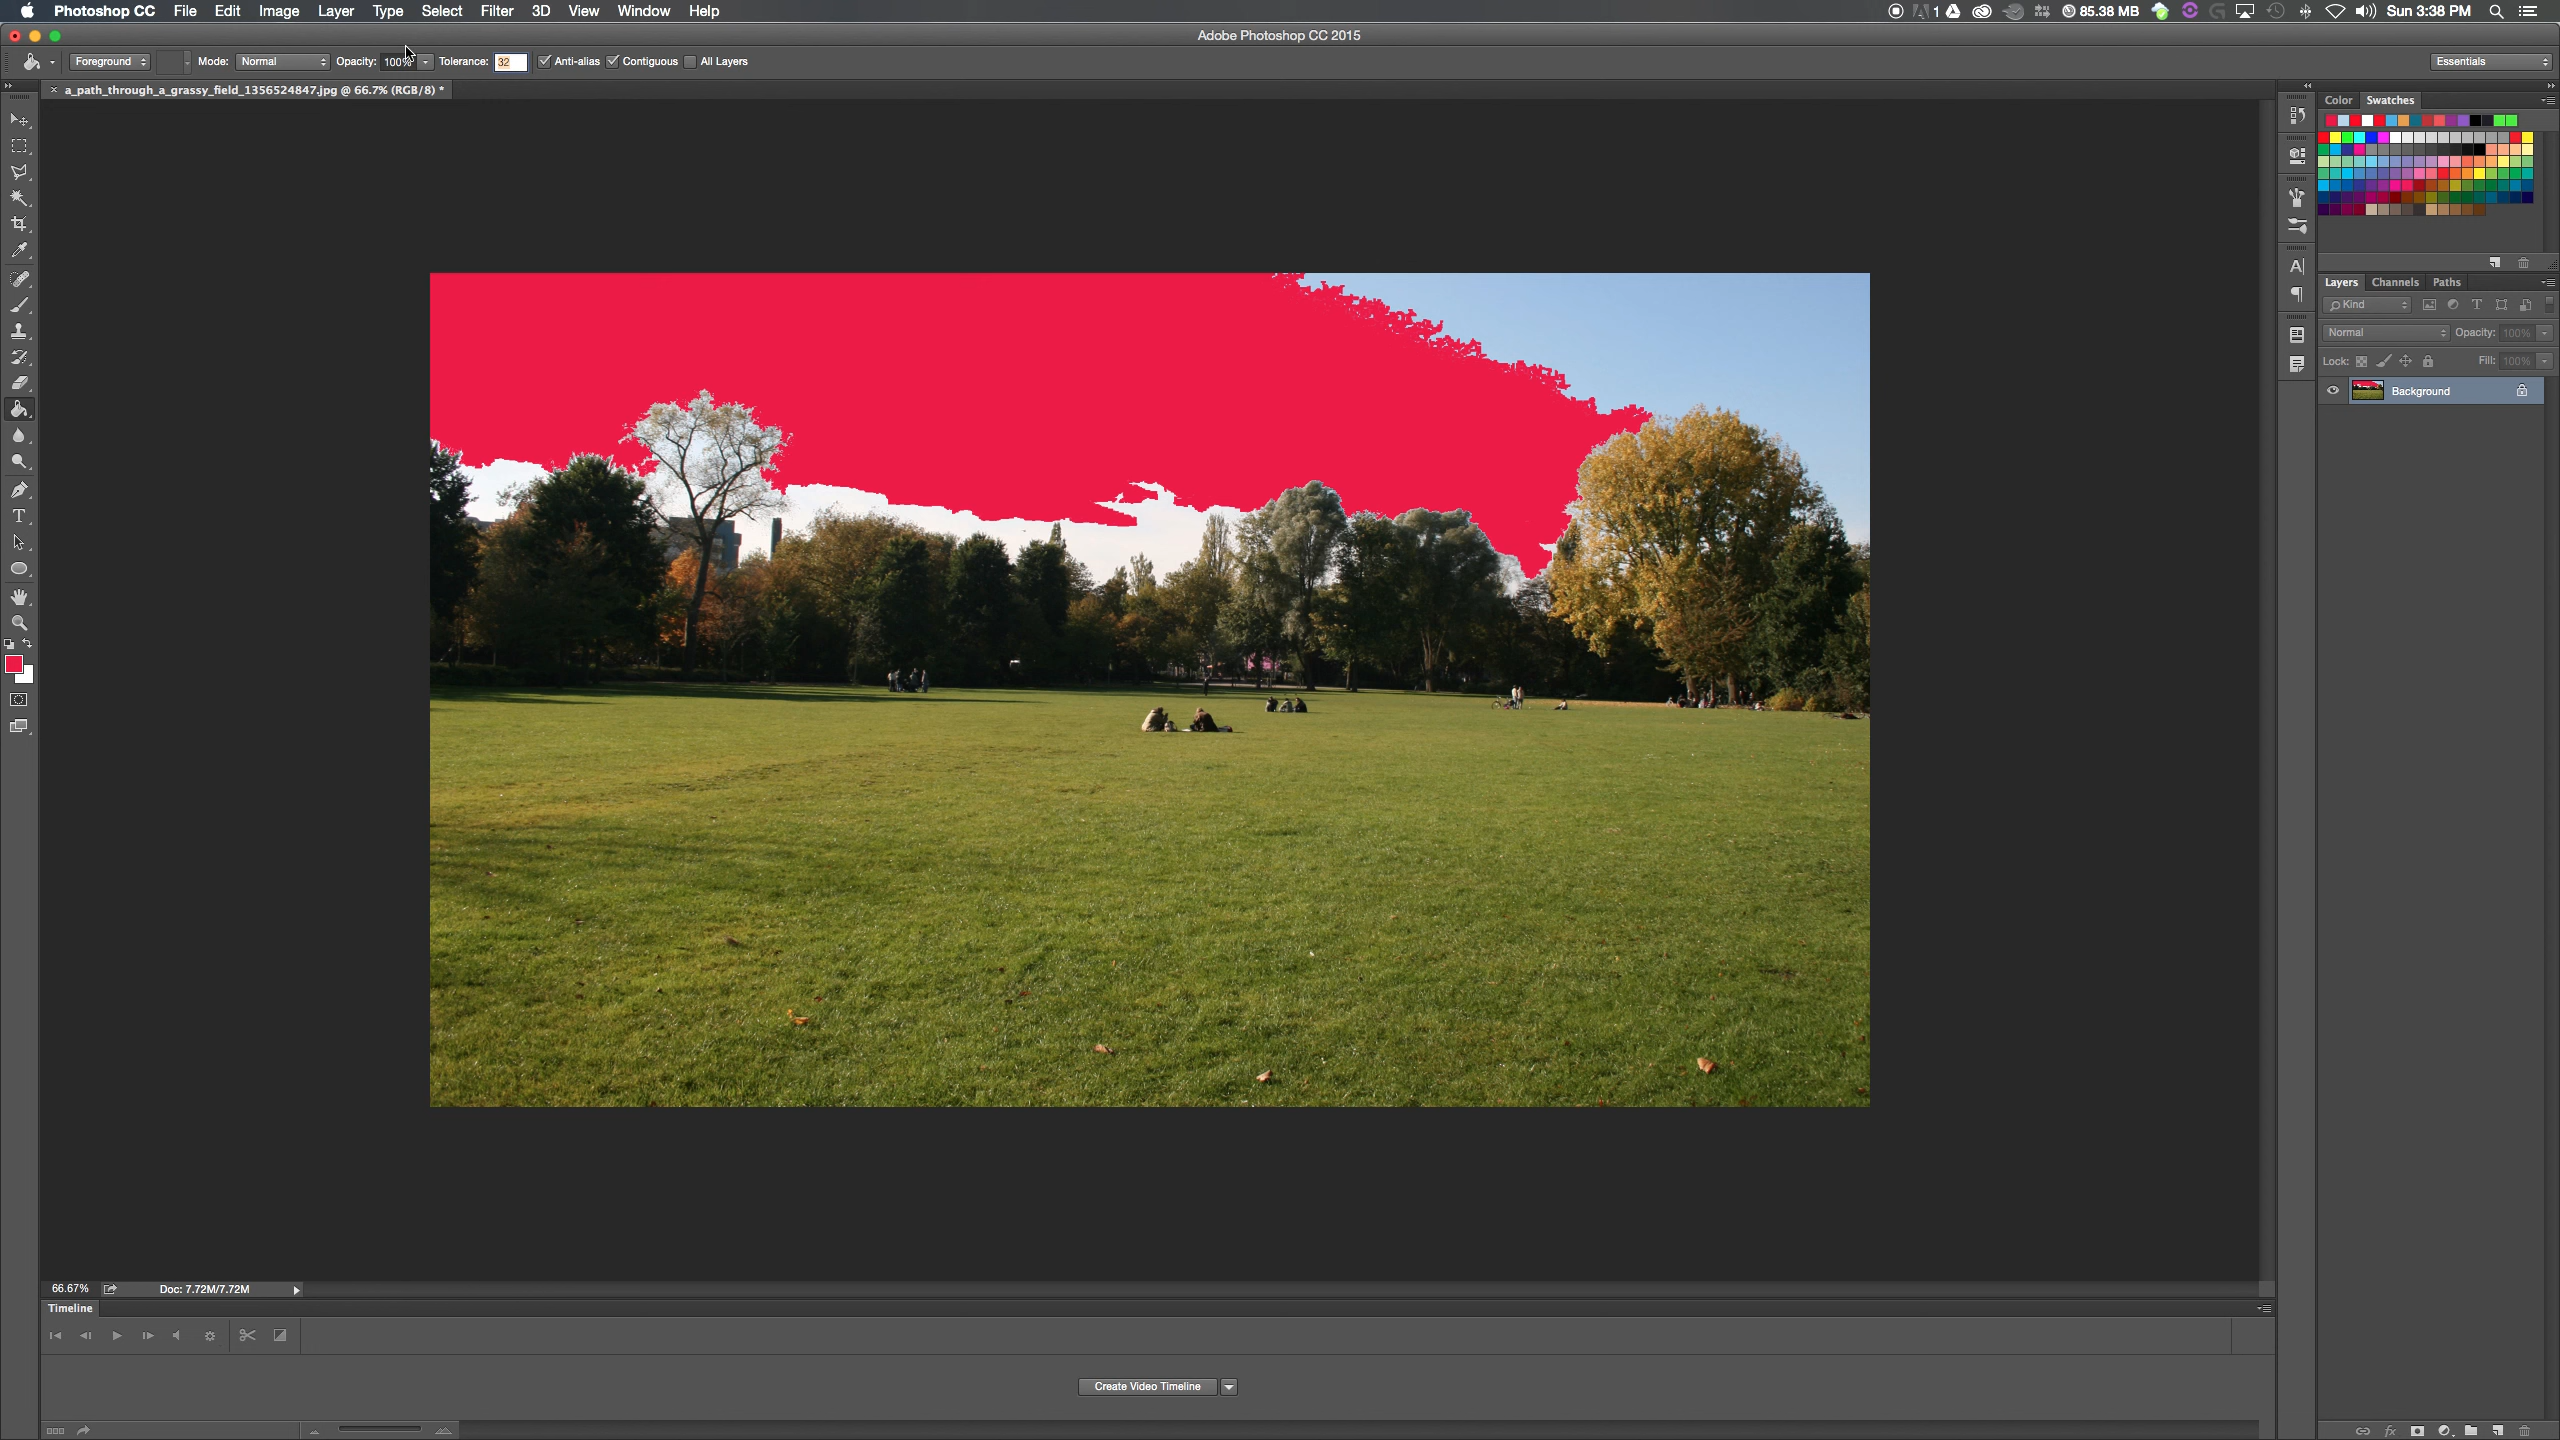 Photoshop CC File Edit Image Layer Type Select Filter 3D View Window Help 1 85.38 MB Sun 3:38 PM
Adobe Photoshop CC 2015
Foreground Mode: Normal Opacity: 100% Tolerance: 32 Anti-alias Contiguous All Layers Essentials
a_path_through_a_grassy_field_1356524847.jpg @ 66.7% (RGB/8) *
Color Swatches
Layers Channels Paths
Kind
Normal Opacity: 100%
Lock: Fill: 100%
Background
66.67% Doc: 7.72M/7.72M
Timeline
Create Video Timeline